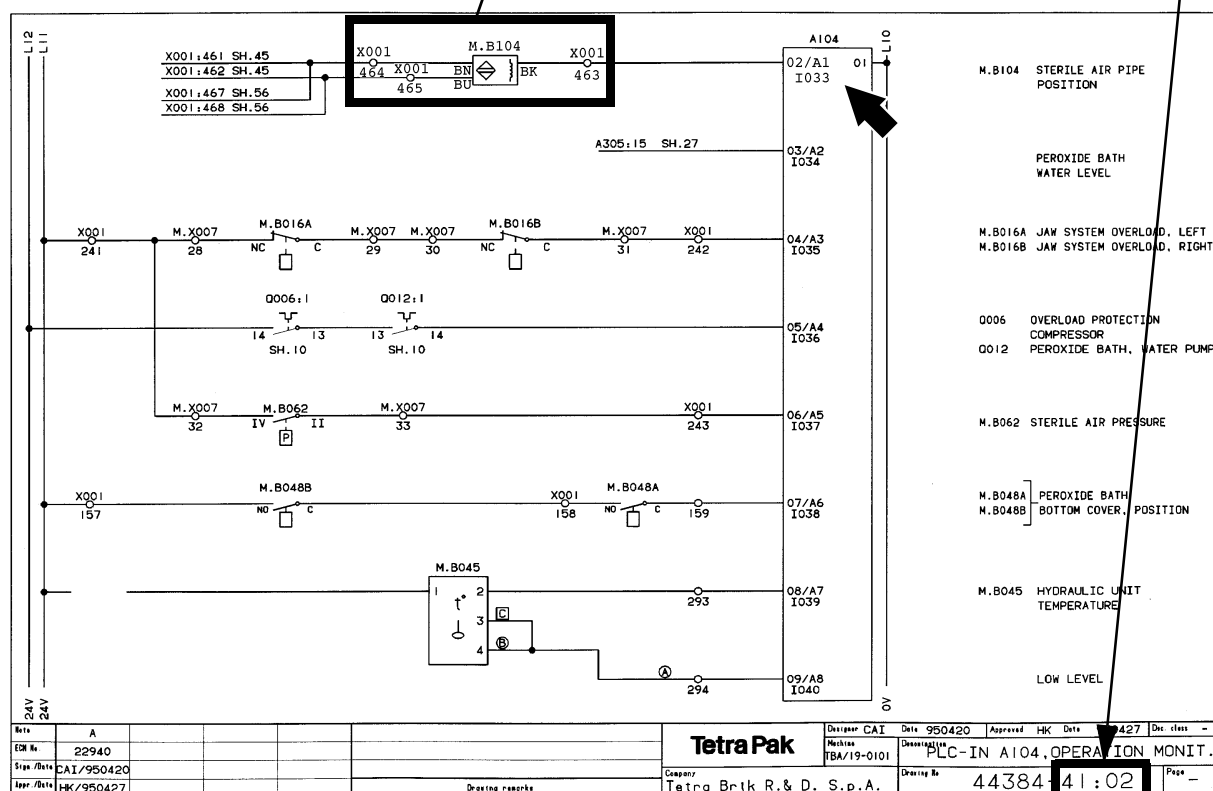 L12
L11
X001:461 SH.45
X001:462 SH.45
X001:467 SH.56
X001:468 SH.56
X001
464
X001
465
M.B104
BN
BU
BK
X001
463
A104
02/A1 01
I033
L10
M.B104 STERILE AIR PIPE
POSITION
A305:15 SH.27
03/A2
I034
PEROXIDE BATH
WATER LEVEL
X001
241
M.X007
28
M.B016A
NC C
M.X007
29
M.X007
30
M.B016B
NC C
M.X007
31
X001
242
04/A3
I035
M.B016A JAW SYSTEM OVERLOAD, LEFT
M.B016B JAW SYSTEM OVERLOAD, RIGHT
Q006:1
14 13
SH.10
Q012:1
13 14
SH.10
05/A4
I036
Q006 OVERLOAD PROTECTION
COMPRESSOR
Q012 PEROXIDE BATH, WATER PUMP
M.X007
32
M.B062
IV II
P
M.X007
33
X001
243
06/A5
I037
M.B062 STERILE AIR PRESSURE
X001
157
M.B048B
NO C
X001
158
M.B048A
NO C
159
07/A6
I038
M.B048A PEROXIDE BATH
M.B048B BOTTOM COVER, POSITION
M.B045
1 2
t°
3
4
C
B
293
08/A7
I039
M.B045 HYDRAULIC UNIT
TEMPERATURE
A
294
09/A8
I040
LOW LEVEL
24V
24V
0V
Note A
ECN No. 22940
Sign./Date CAI/950420
Appr./Date HK/950427
Drawing remarks
Tetra Pak
Company
Tetra Brik R.& D. S.p.A.
Designer CAI Date 950420 Approved HK Date 427 Doc. class -
Machine
TBA/19-0101
Denomination
PLC-IN A104,OPERATION MONIT.
Drawing No
44384-41:02
Page -